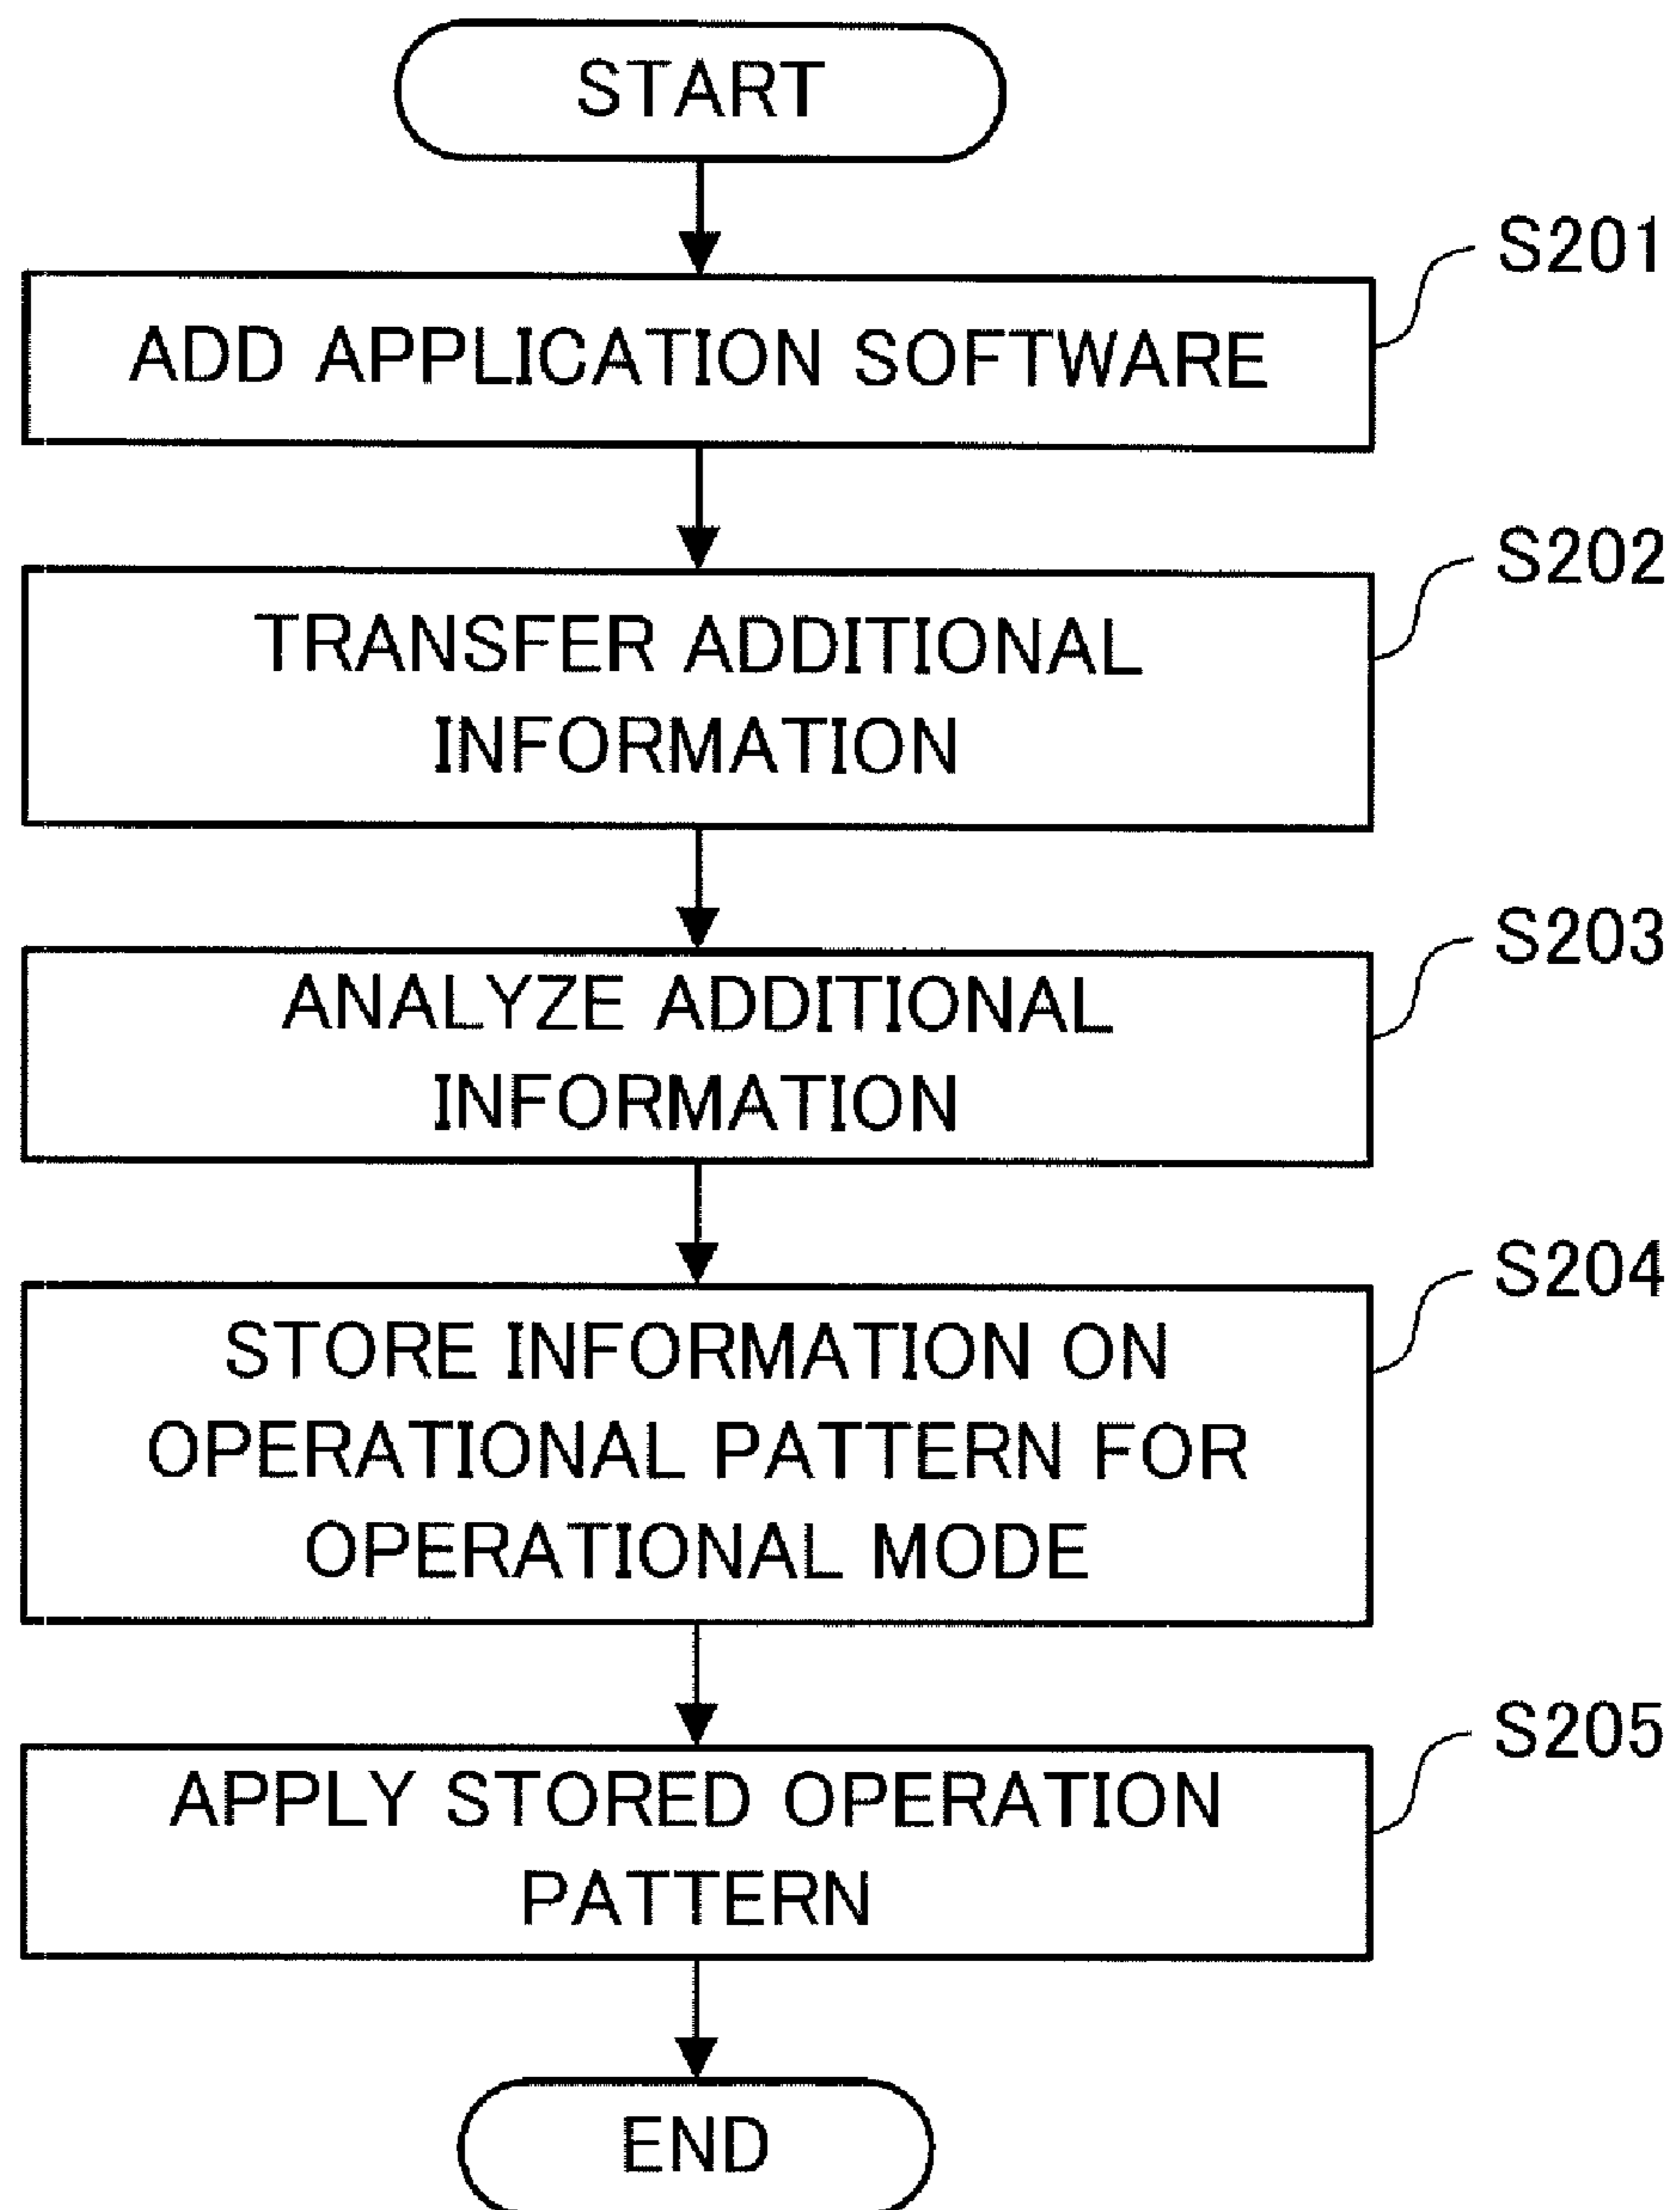 START
S201
ADD APPLICATION SOFTWARE
S202
TRANSFER ADDITIONAL
INFORMATION
S203
ANALYZE ADDITIONAL
INFORMATION
S204
STORE INFORMATION ON
OPERATIONAL PATTERN FOR
OPERATIONAL MODE
S205
APPLY STORED OPERATION
PATTERN
END